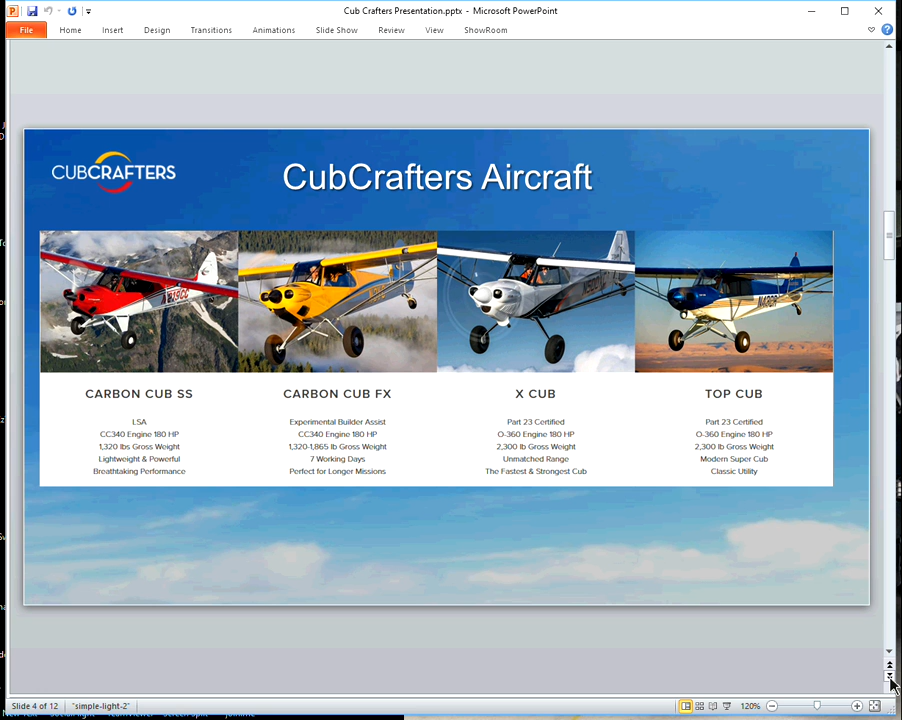 Cub Crafters Presentation.pptx - Microsoft PowerPoint
File Home Insert Design Transitions Animations Slide Show Review View ShowRoom
CUBCRAFTERS
CubCrafters Aircraft
CARBON CUB SS
LSA
CC340 Engine 180 HP
1,320 lbs Gross Weight
Lightweight & Powerful
Breathtaking Performance
CARBON CUB FX
Experimental Builder Assist
CC340 Engine 180 HP
1,320-1,865 lb Gross Weight
7 Working Days
Perfect for Longer Missions
X CUB
Part 23 Certified
O-360 Engine 180 HP
2,300 lb Gross Weight
Unmatched Range
The Fastest & Strongest Cub
TOP CUB
Part 23 Certified
O-360 Engine 180 HP
2,300 lb Gross Weight
Modern Super Cub
Classic Utility
Slide 4 of 12 "simple-light-2" 120%